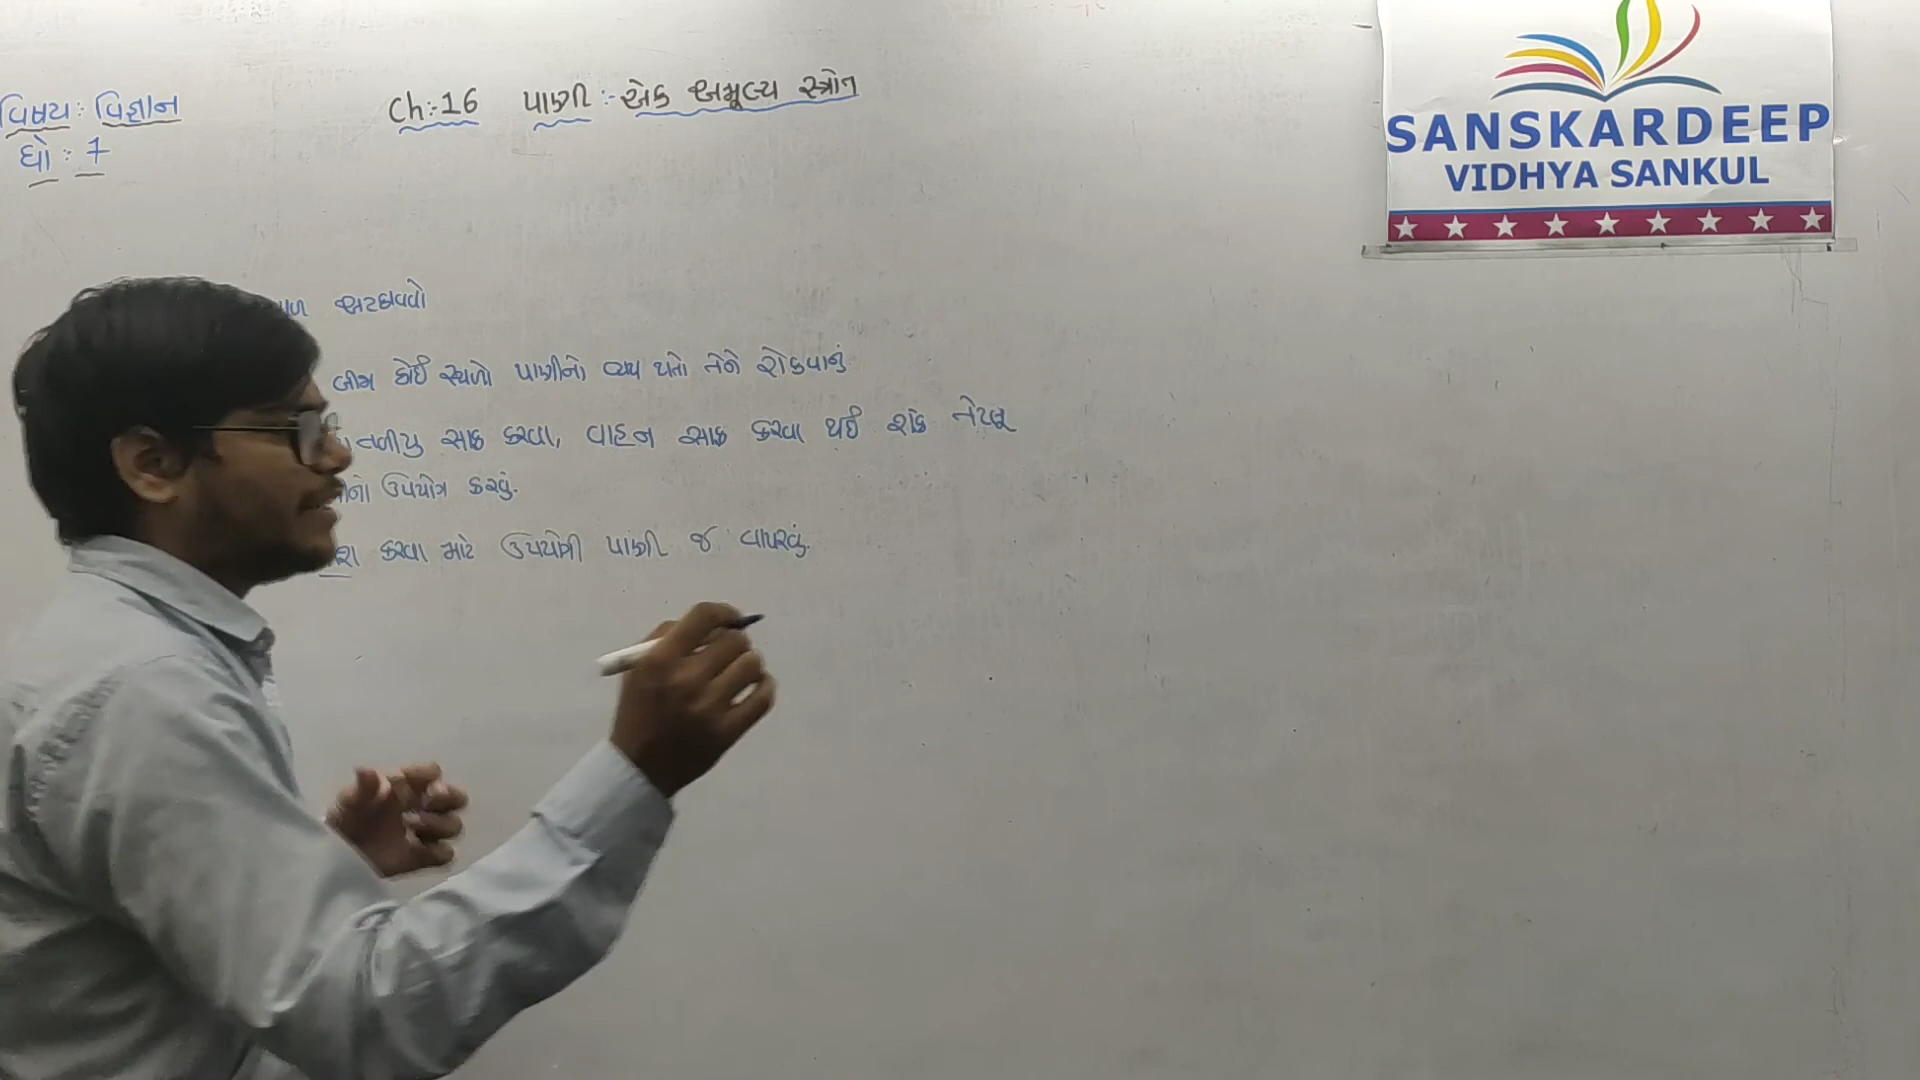 વિષય: વિજ્ઞાન
ધો: 7
Ch:-16 પાણી :- એક અમૂલ્ય સ્ત્રોત
SANSKARDEEP
VIDHYA SANKUL
અટકાવવો
કોઈ સ્થળો પાણીનો વ્યય થતો તેને રોકવાનું
સાફ કરવા, વાહન સાફ કરવા થઈ શકે તેટલૂ
ઉપયોગ કરવું.
કરવા માટે ઉપયોગી પાણી જ વાપરવું.